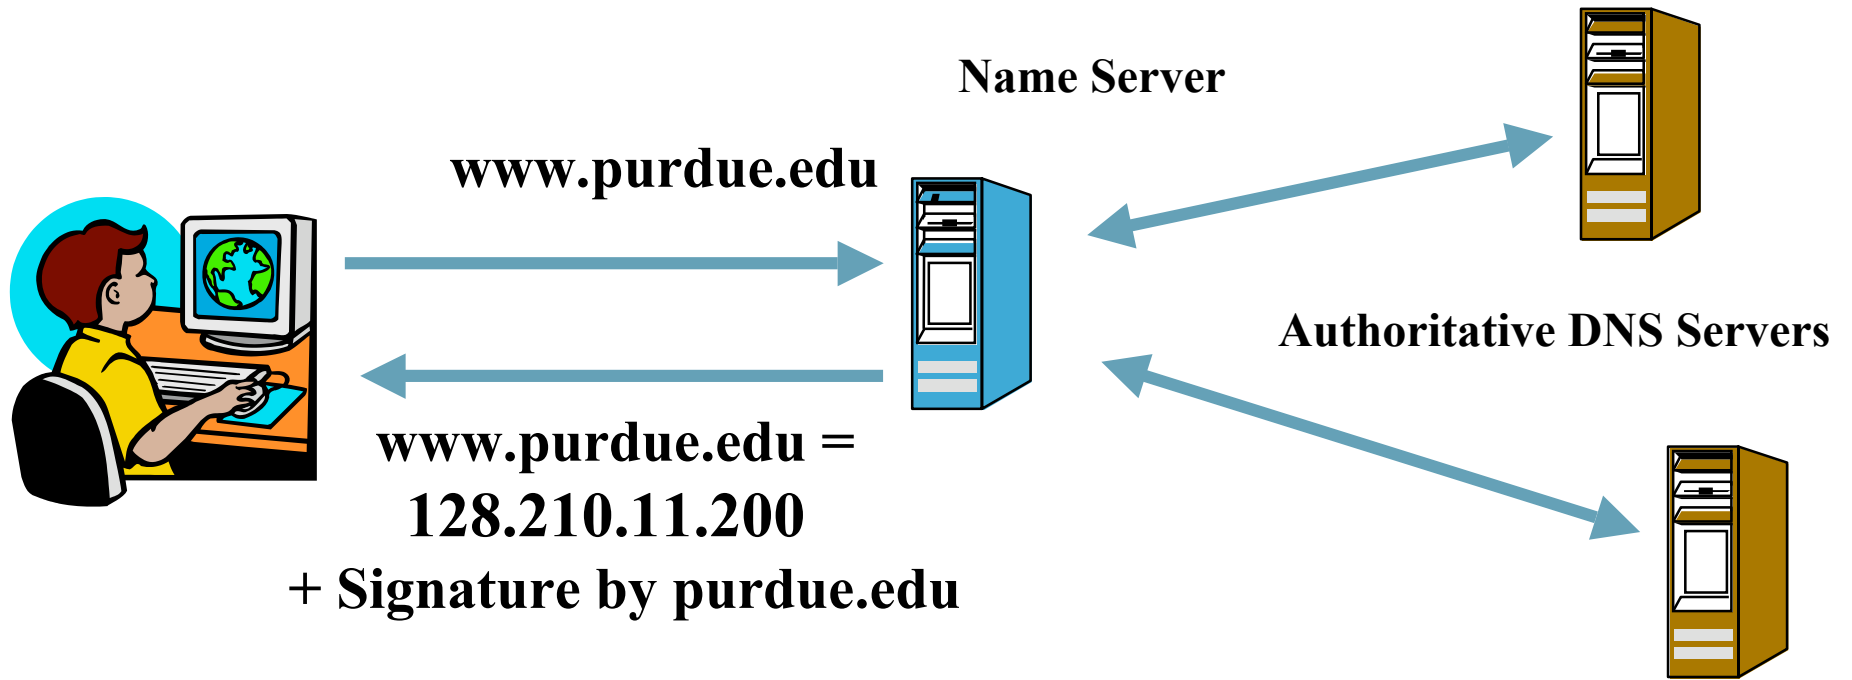 Name Server
www.purdue.edu
Authoritative DNS Servers
www.purdue.edu =
128.210.11.200
+ Signature by purdue.edu